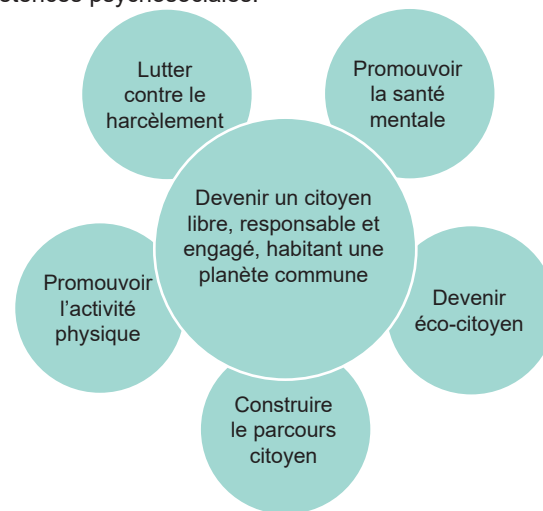 psychosociales.
Lutter
contre le
harcèlement
Promouvoir
la santé
mentale
Devenir un citoyen
libre, responsable et
engagé, habitant une
planète commune
Promouvoir
l’activité
physique
Devenir
éco-citoyen
Construire
le parcours
citoyen